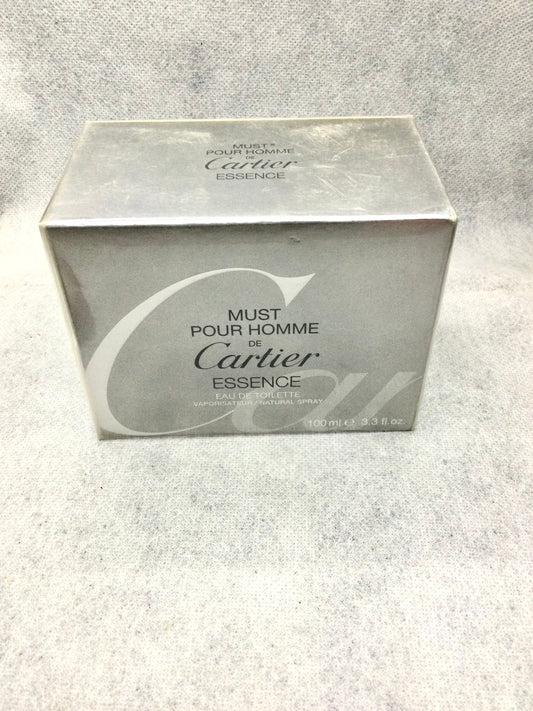 MUST®
POUR HOMME
DE
Cartier
ESSENCE
MUST
POUR HOMME
DE
Cartier
ESSENCE
EAU DE TOILETTE
VAPORISATEUR / NATURAL SPRAY
100 ml e 3.3 fl.oz.
Car